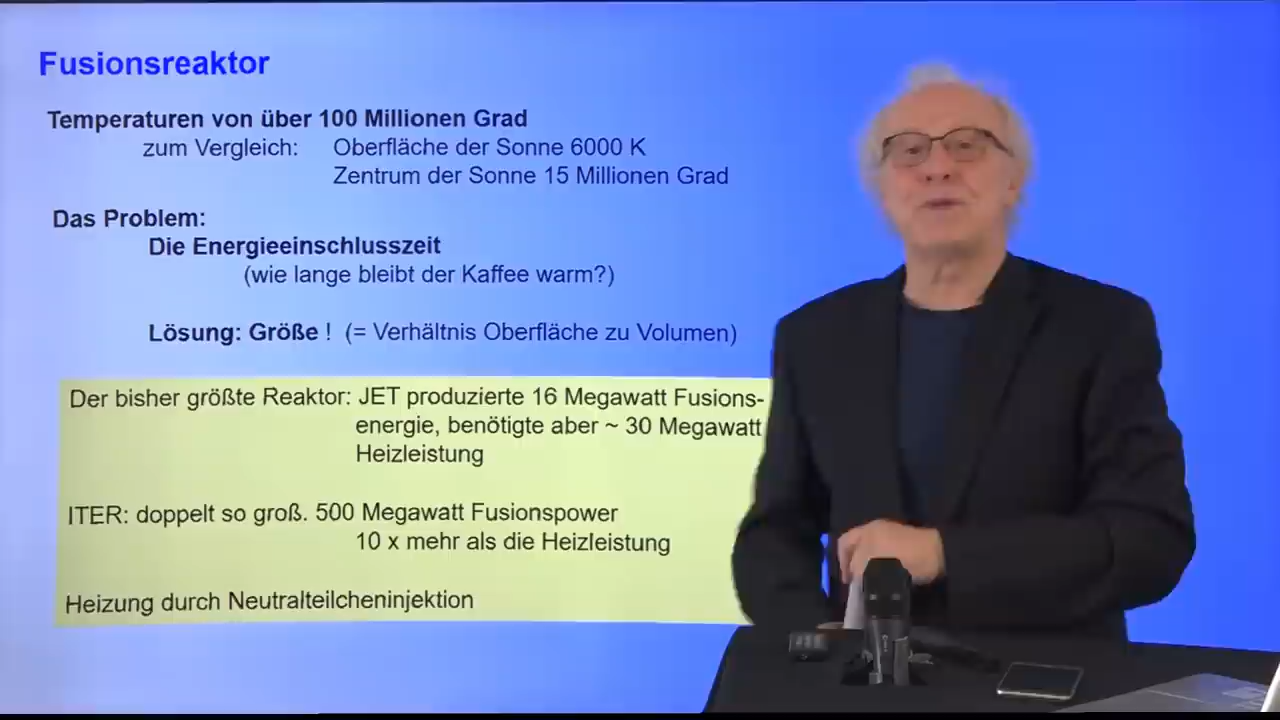 Fusionsreaktor
Temperaturen von über 100 Millionen Grad
zum Vergleich: Oberfläche der Sonne 6000 K
Zentrum der Sonne 15 Millionen Grad
Das Problem:
Die Energieeinschlusszeit
(wie lange bleibt der Kaffee warm?)
Lösung: Größe ! (= Verhältnis Oberfläche zu Volumen)
Der bisher größte Reaktor: JET produzierte 16 Megawatt Fusions-
energie, benötigte aber ~ 30 Megawatt
Heizleistung
ITER: doppelt so groß. 500 Megawatt Fusionspower
10 x mehr als die Heizleistung
Heizung durch Neutralteilcheninjektion